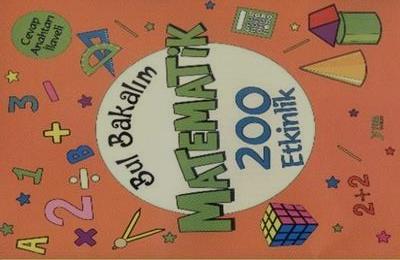 Cevap
Anahtarı
İlaveli
Bul Bakalım
MATEMATİK
200
Etkinlik
3
-
1
+
A
×
2
÷
B
2+2